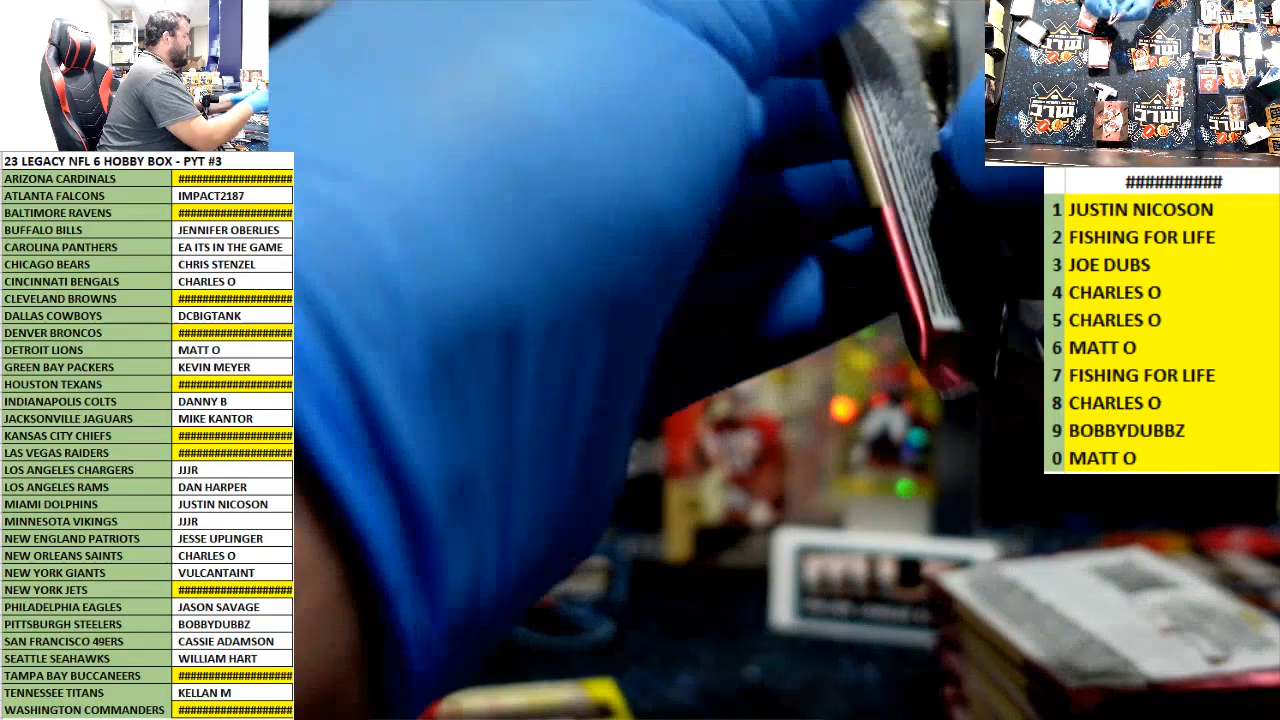 23 LEGACY NFL 6 HOBBY BOX - PYT #3
ARIZONA CARDINALS ###################
ATLANTA FALCONS IMPACT2187
BALTIMORE RAVENS ###################
BUFFALO BILLS JENNIFER OBERLIES
CAROLINA PANTHERS EA ITS IN THE GAME
CHICAGO BEARS CHRIS STENZEL
CINCINNATI BENGALS CHARLES O
CLEVELAND BROWNS ###################
DALLAS COWBOYS DCBIGTANK
DENVER BRONCOS ###################
DETROIT LIONS MATT O
GREEN BAY PACKERS KEVIN MEYER
HOUSTON TEXANS ###################
INDIANAPOLIS COLTS DANNY B
JACKSONVILLE JAGUARS MIKE KANTOR
KANSAS CITY CHIEFS ###################
LAS VEGAS RAIDERS ###################
LOS ANGELES CHARGERS JJJR
LOS ANGELES RAMS DAN HARPER
MIAMI DOLPHINS JUSTIN NICOSON
MINNESOTA VIKINGS JJJR
NEW ENGLAND PATRIOTS JESSE UPLINGER
NEW ORLEANS SAINTS CHARLES O
NEW YORK GIANTS VULCANTAINT
NEW YORK JETS ###################
PHILADELPHIA EAGLES JASON SAVAGE
PITTSBURGH STEELERS BOBBYDUBBZ
SAN FRANCISCO 49ERS CASSIE ADAMSON
SEATTLE SEAHAWKS WILLIAM HART
TAMPA BAY BUCCANEERS ###################
TENNESSEE TITANS KELLAN M
WASHINGTON COMMANDERS ###################
##########
1 JUSTIN NICOSON
2 FISHING FOR LIFE
3 JOE DUBS
4 CHARLES O
5 CHARLES O
6 MATT O
7 FISHING FOR LIFE
8 CHARLES O
9 BOBBYDUBBZ
0 MATT O